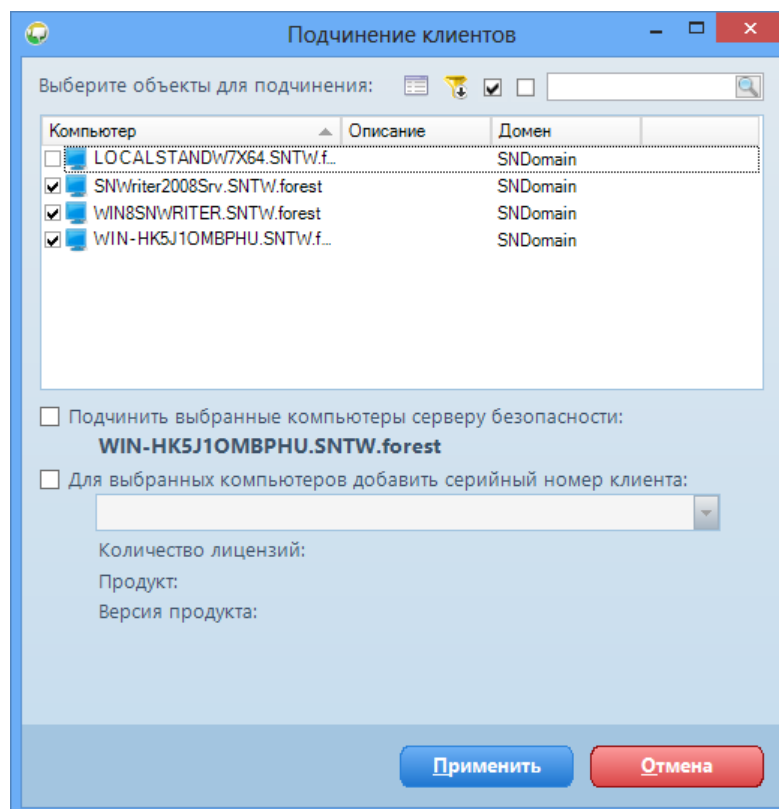 Подчинение клиентов
Выберите объекты для подчинения:
Компьютер Описание Домен
LOCALSTANDW7X64.SNTW.f... SNDomain
SNWriter2008Srv.SNTW.forest SNDomain
WIN8SNWRITER.SNTW.forest SNDomain
WIN-HK5J1OMBPHU.SNTW.f... SNDomain
Подчинить выбранные компьютеры серверу безопасности:
WIN-HK5J1OMBPHU.SNTW.forest
Для выбранных компьютеров добавить серийный номер клиента:
Количество лицензий:
Продукт:
Версия продукта:
Применить Отмена